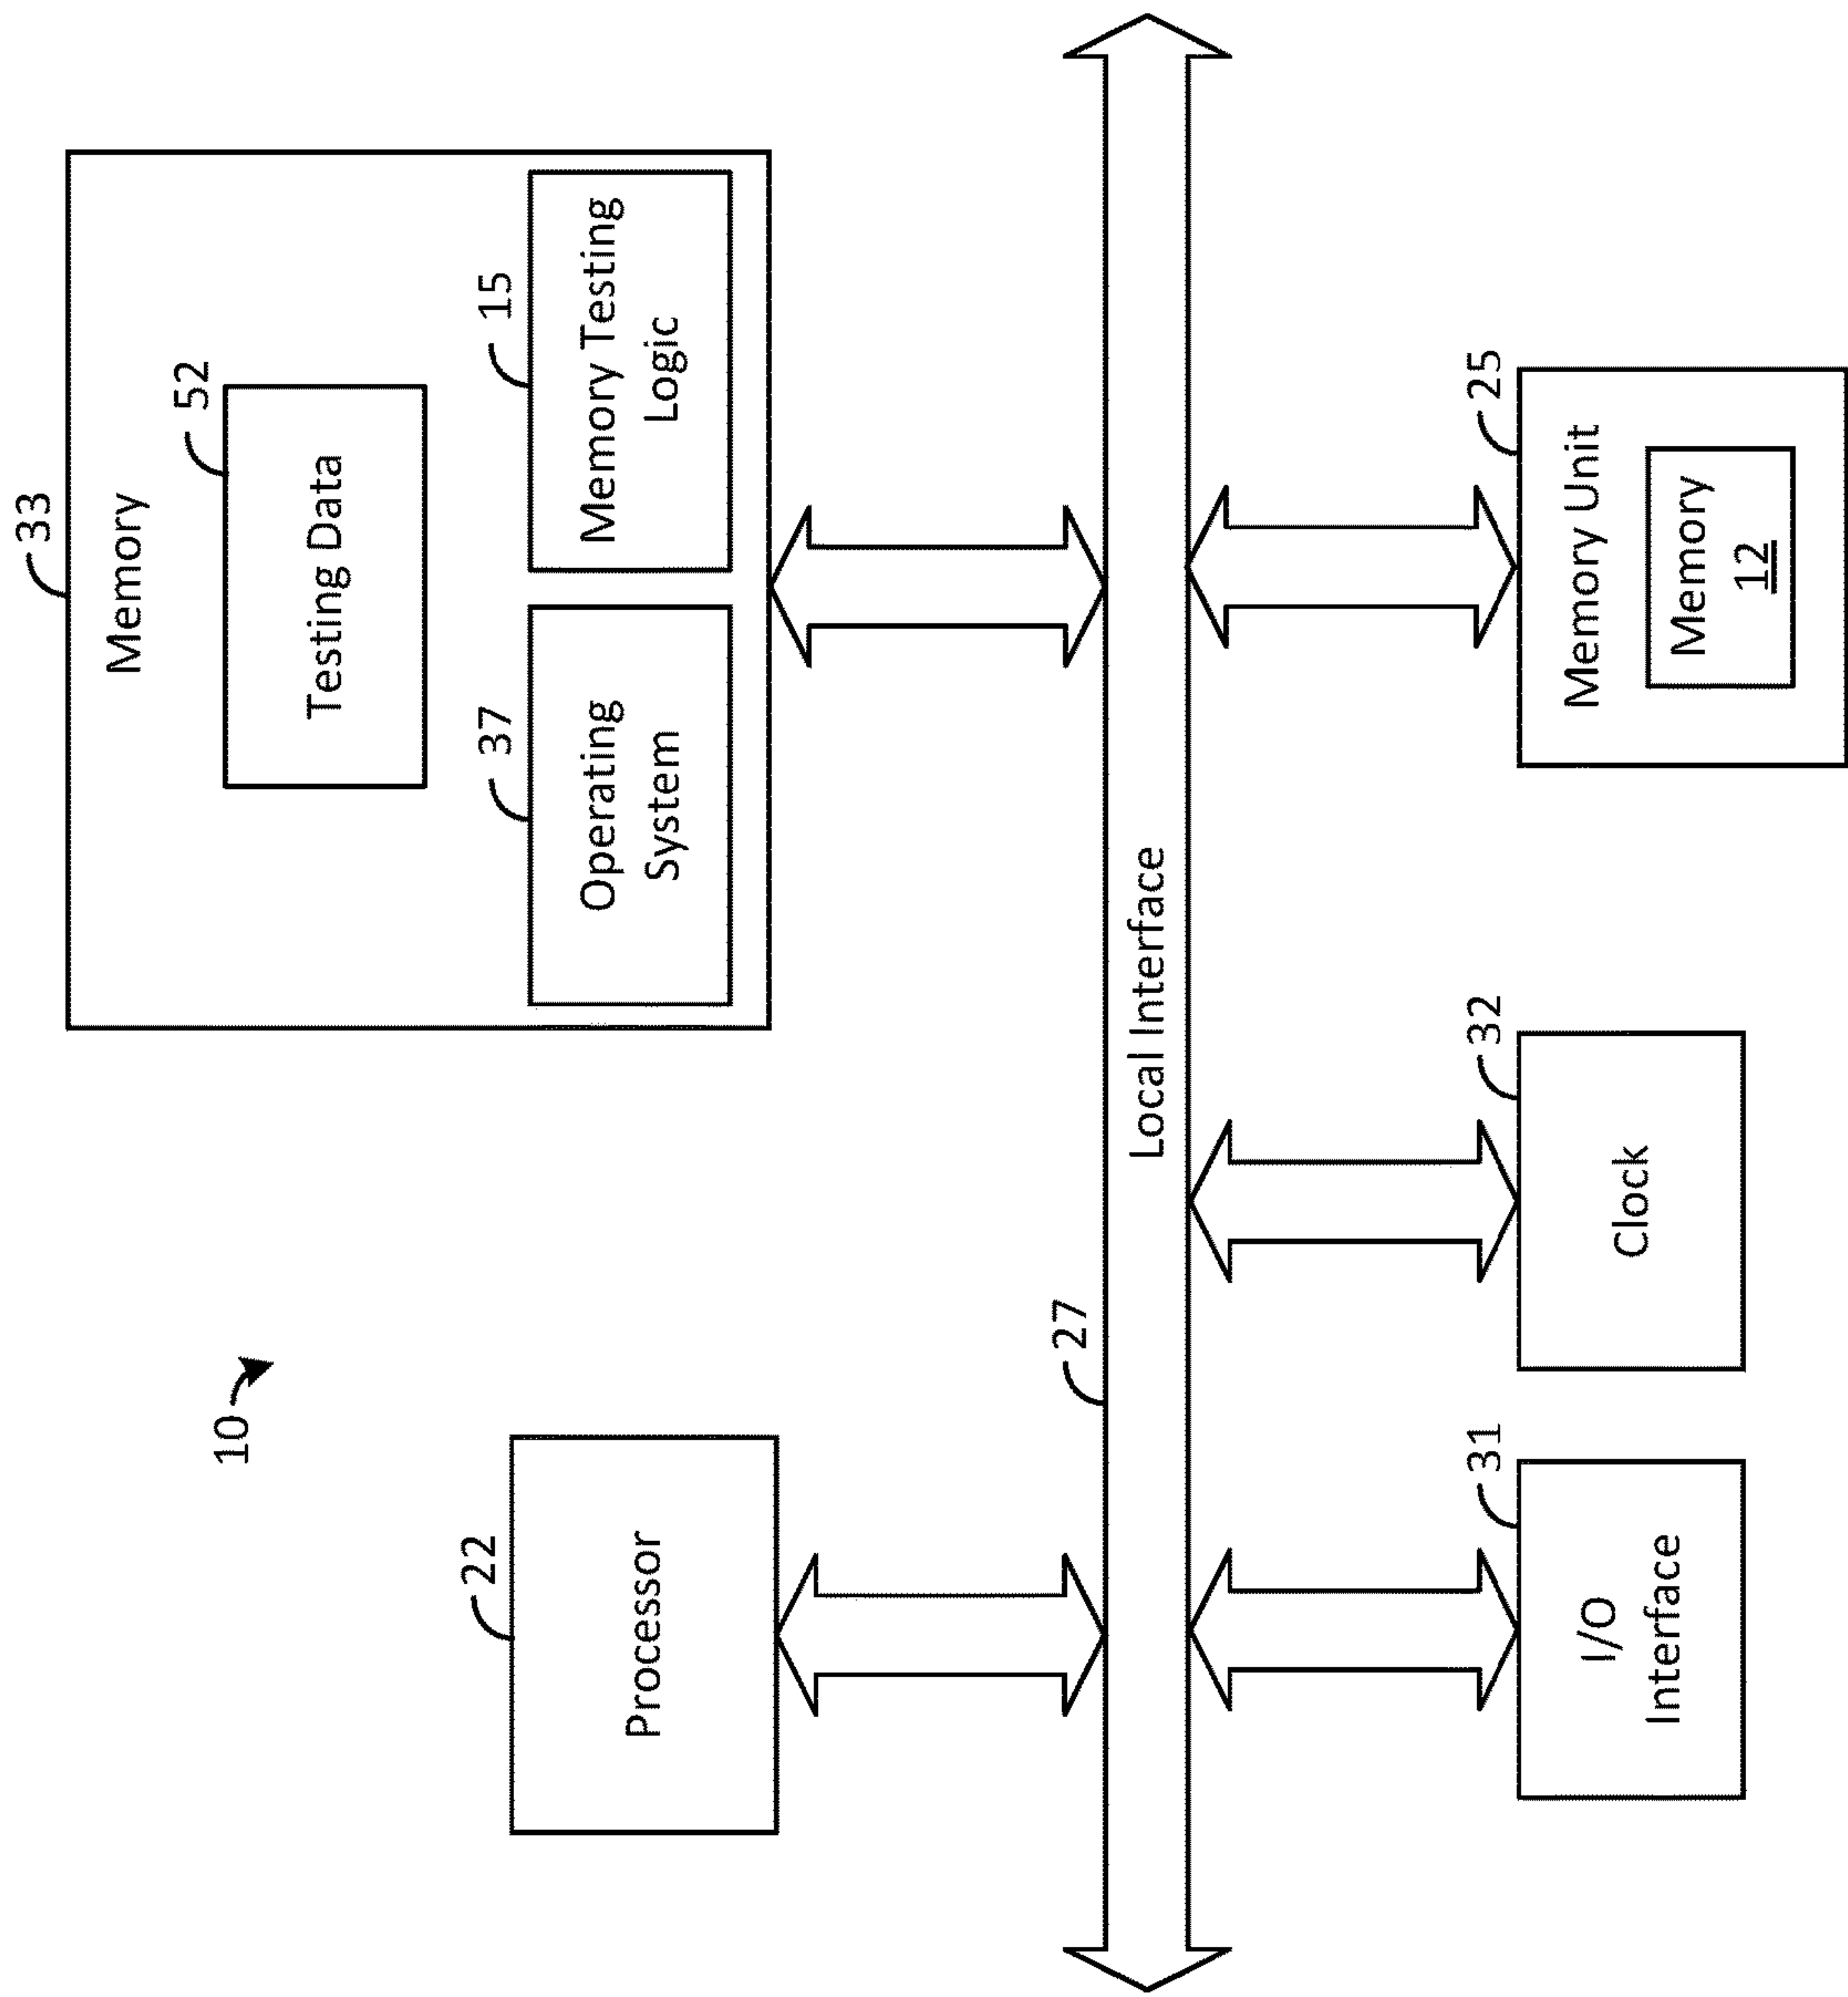 10
33
Memory
52
Testing Data
22
Processor
37
Operating
System
15
Memory Testing
Logic
27
Local Interface
31
I/O
Interface
32
Clock
25
Memory Unit
Memory
12